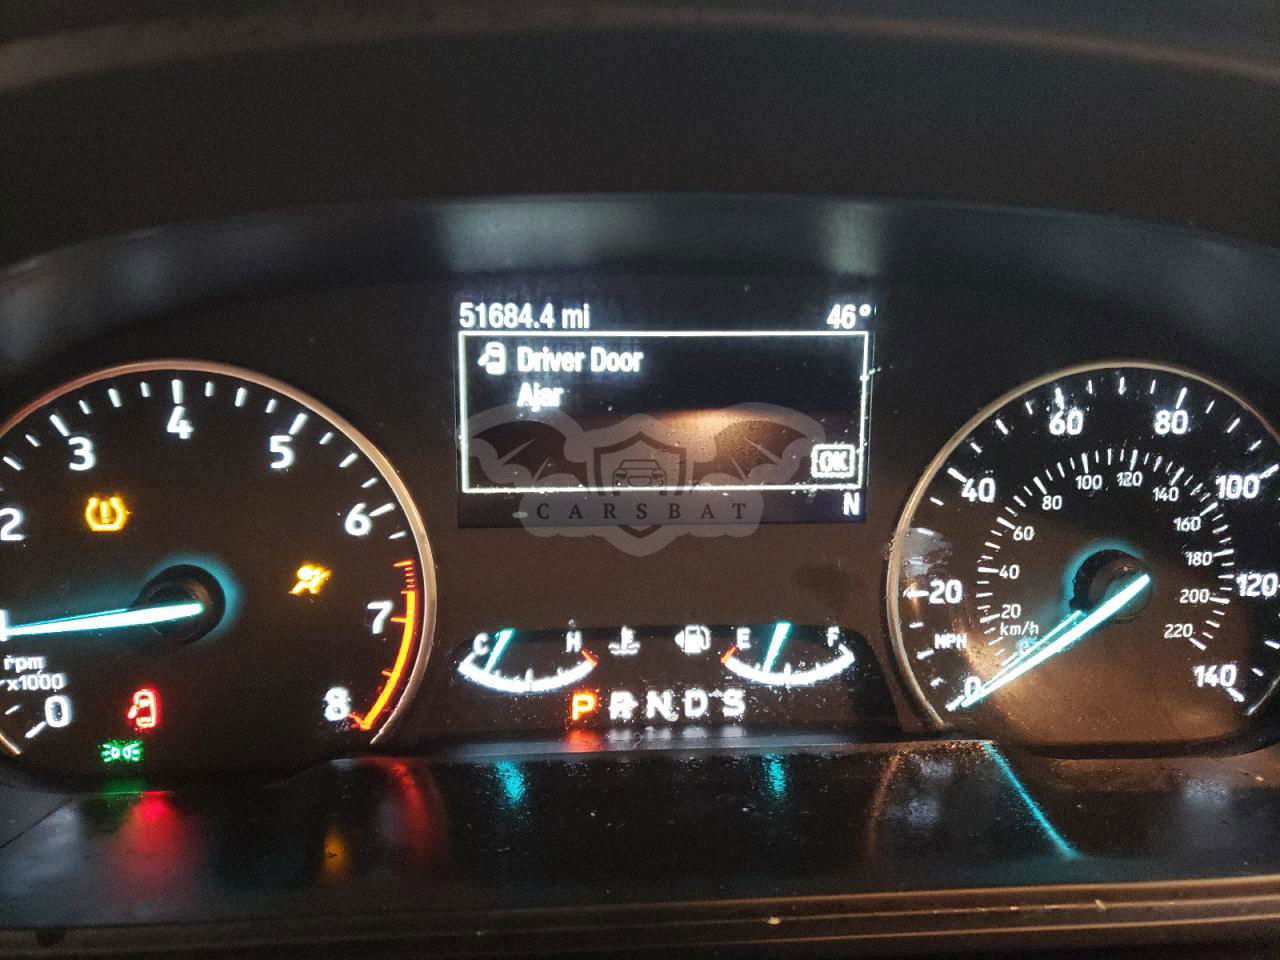 51684.4 mi 46°
Driver Door
Ajar
OK
N
CARSBAT
2 3 4 5 6 7 8
rpm
x1000
0
C H E F
P R N D S
0 20 40 60 80 100 120 140
MPH
20 40 60 80 100 120 140 160 180 200 220
km/h